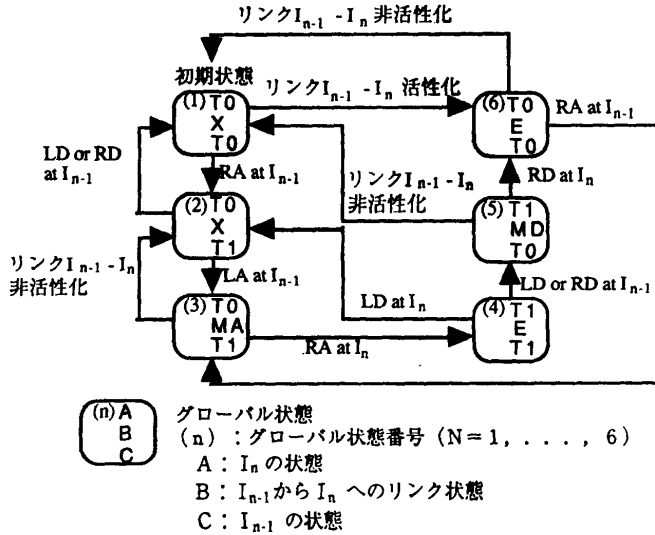 リンクIn-1 - In 非活性化
初期状態
リンクIn-1 - In 活性化
(1) T0
X
T0
(6) T0
E
T0
RA at In-1
LD or RD
at In-1
RA at In-1
リンクIn-1 - In
非活性化
RD at In
(2) T0
X
T1
(5) T1
MD
T0
リンクIn-1 - In
非活性化
LA at In-1
LD at In
LD or RD at In-1
(3) T0
MA
T1
RA at In
(4) T1
E
T1
(n) A
B
C
グローバル状態
(n)：グローバル状態番号（N＝1，．．．，6）
A：Inの状態
B：In-1から In へのリンク状態
C：In-1 の状態